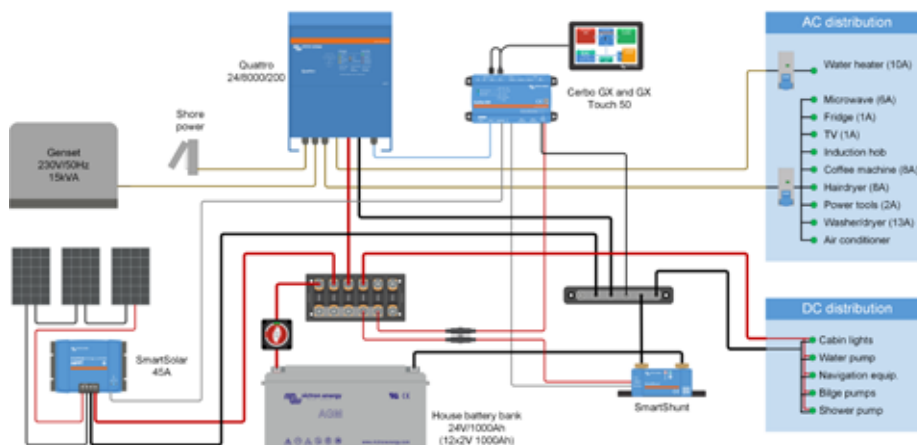 AC distribution
Quattro
24/8000/200
Water heater (10A)
Cerbo GX and GX
Touch 50
Microwave (6A)
Shore
power
Fridge (1A)
TV (1A)
Genset
230V/50Hz
15kVA
Induction hob
Coffee machine (8A)
Hairdryer (8A)
Power tools (2A)
Washer/dryer (13A)
Air conditioner
DC distribution
Cabin lights
SmartSolar
45A
Water pump
Navigation equip.
victron energy
AGM
Bilge pumps
SmartShunt
Shower pump
House battery bank
24V/1000Ah
(12x2V 1000Ah)